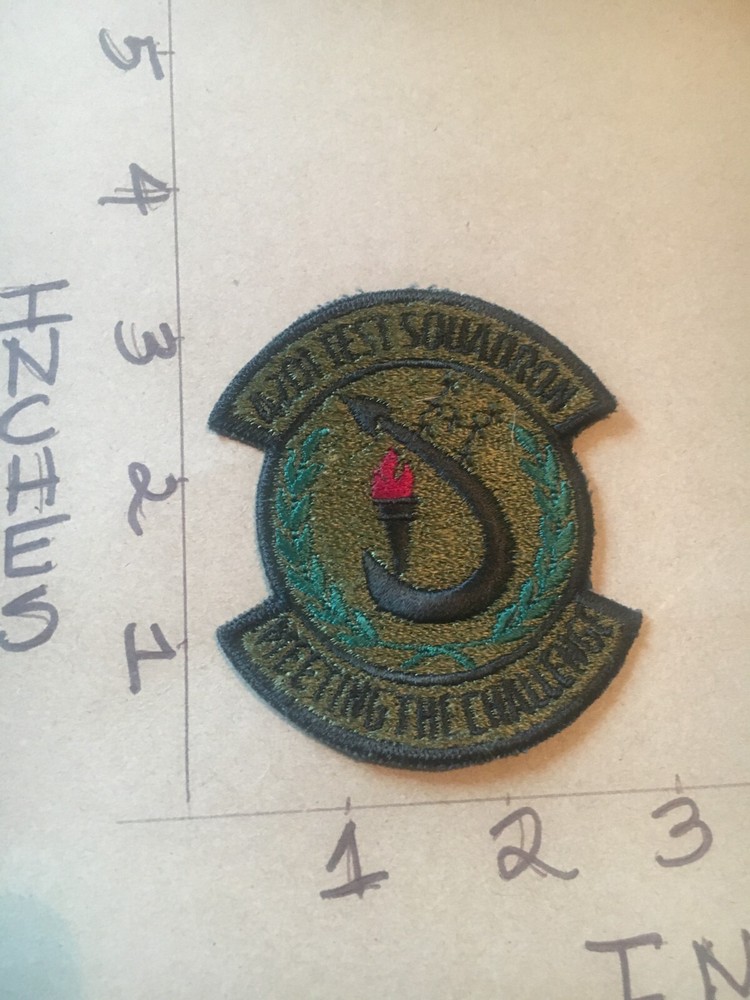 5
4
3
2
1
INCHES
TEST SQUADRON
MEETING THE CHALLENGE
1 2 3
IN